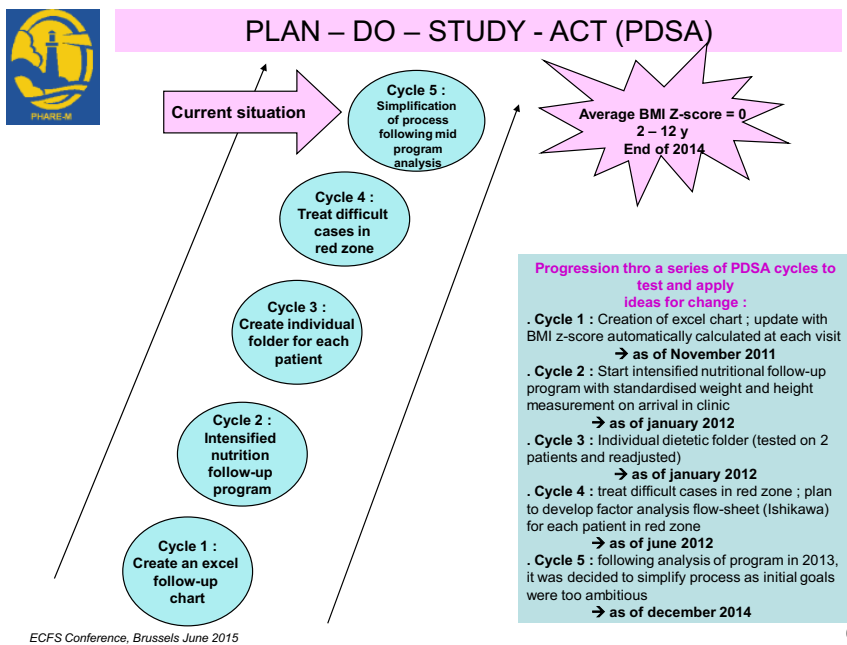 PLAN – DO – STUDY - ACT (PDSA)
PHARE-M
Current situation
Cycle 5 :
Simplification
of process
following mid
program
analysis
Average BMI Z-score = 0
2 – 12 y
End of 2014
Cycle 4 :
Treat difficult
cases in
red zone
Cycle 3 :
Create individual
folder for each
patient
Cycle 2 :
Intensified
nutrition
follow-up
program
Cycle 1 :
Create an excel
follow-up
chart
Progression thro a series of PDSA cycles to
test and apply
ideas for change :
. Cycle 1 : Creation of excel chart ; update with
BMI z-score automatically calculated at each visit
➔ as of November 2011
. Cycle 2 : Start intensified nutritional follow-up
program with standardised weight and height
measurement on arrival in clinic
➔ as of january 2012
. Cycle 3 : Individual dietetic folder (tested on 2
patients and readjusted)
➔ as of january 2012
. Cycle 4 : treat difficult cases in red zone ; plan
to develop factor analysis flow-sheet (Ishikawa)
for each patient in red zone
➔ as of june 2012
. Cycle 5 : following analysis of program in 2013,
it was decided to simplify process as initial goals
were too ambitious
➔ as of december 2014
ECFS Conference, Brussels June 2015